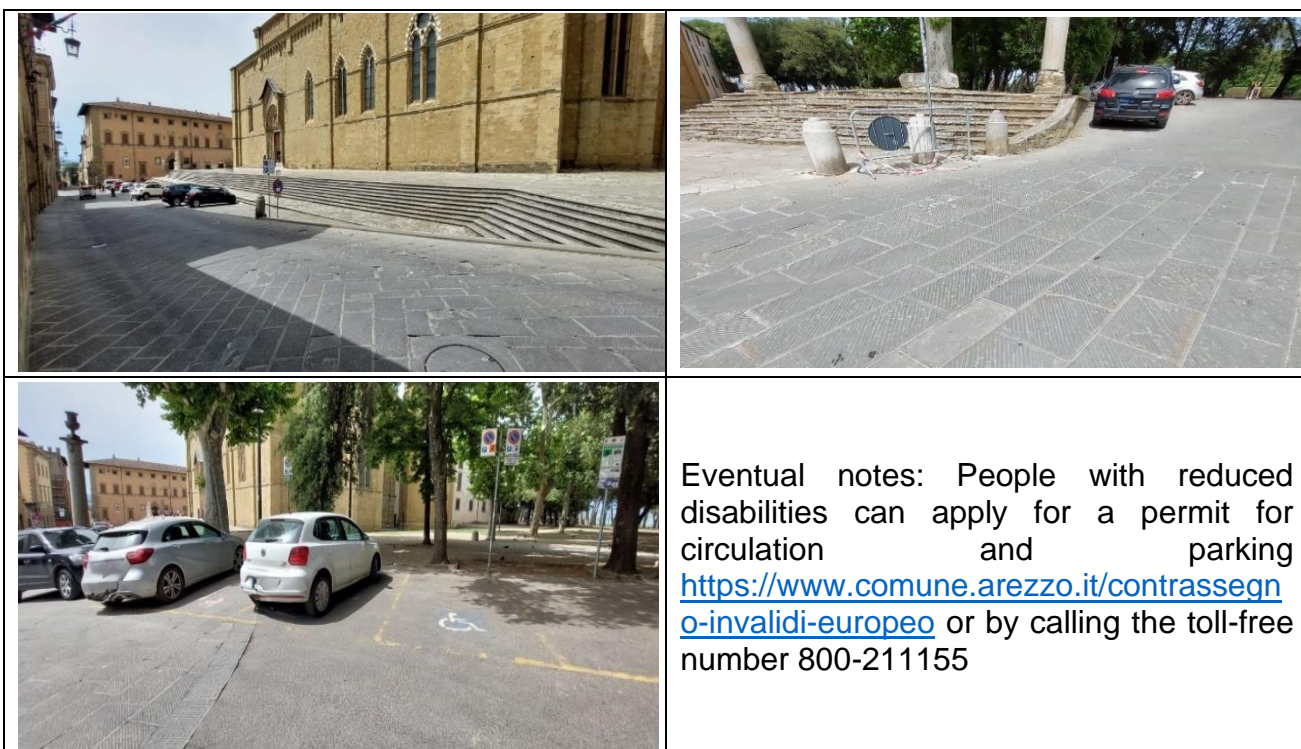 Eventual notes: People with reduced
disabilities can apply for a permit for
circulation and parking
https://www.comune.arezzo.it/contrassegn
o-invalidi-europeo or by calling the toll-free
number 800-211155